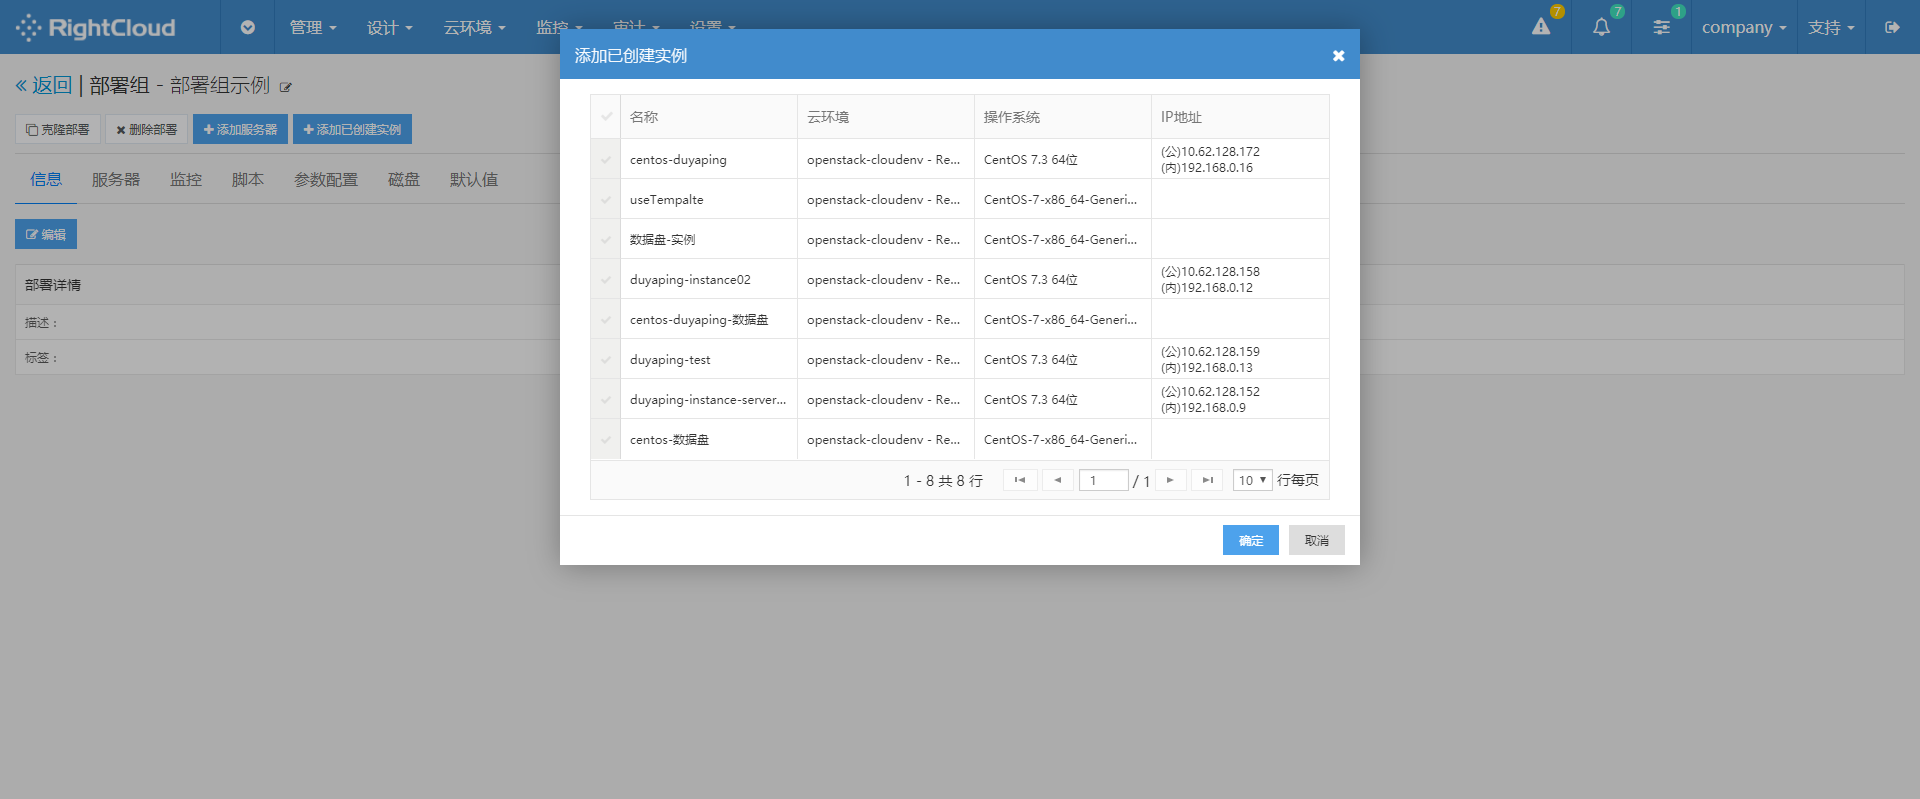 RightCloud 管理 设计 云环境 监控 审计 设置 7 7 1 company 支持
« 返回 | 部署组 - 部署组示例
克隆部署 删除部署 添加服务器 添加已创建实例
信息 服务器 监控 脚本 参数配置 磁盘 默认值
编辑
部署详情
描述：
标签：
添加已创建实例
名称 云环境 操作系统 IP地址
centos-duyaping openstack-cloudenv - Re... CentOS 7.3 64位 (公)10.62.128.172
(内)192.168.0.16
useTempalte openstack-cloudenv - Re... CentOS-7-x86_64-Generi...
数据盘-实例 openstack-cloudenv - Re... CentOS-7-x86_64-Generi...
duyaping-instance02 openstack-cloudenv - Re... CentOS 7.3 64位 (公)10.62.128.158
(内)192.168.0.12
centos-duyaping-数据盘 openstack-cloudenv - Re... CentOS-7-x86_64-Generi...
duyaping-test openstack-cloudenv - Re... CentOS 7.3 64位 (公)10.62.128.159
(内)192.168.0.13
duyaping-instance-server... openstack-cloudenv - Re... CentOS 7.3 64位 (公)10.62.128.152
(内)192.168.0.9
centos-数据盘 openstack-cloudenv - Re... CentOS-7-x86_64-Generi...
1 - 8 共 8 行 1 / 1 10 行每页
确定 取消